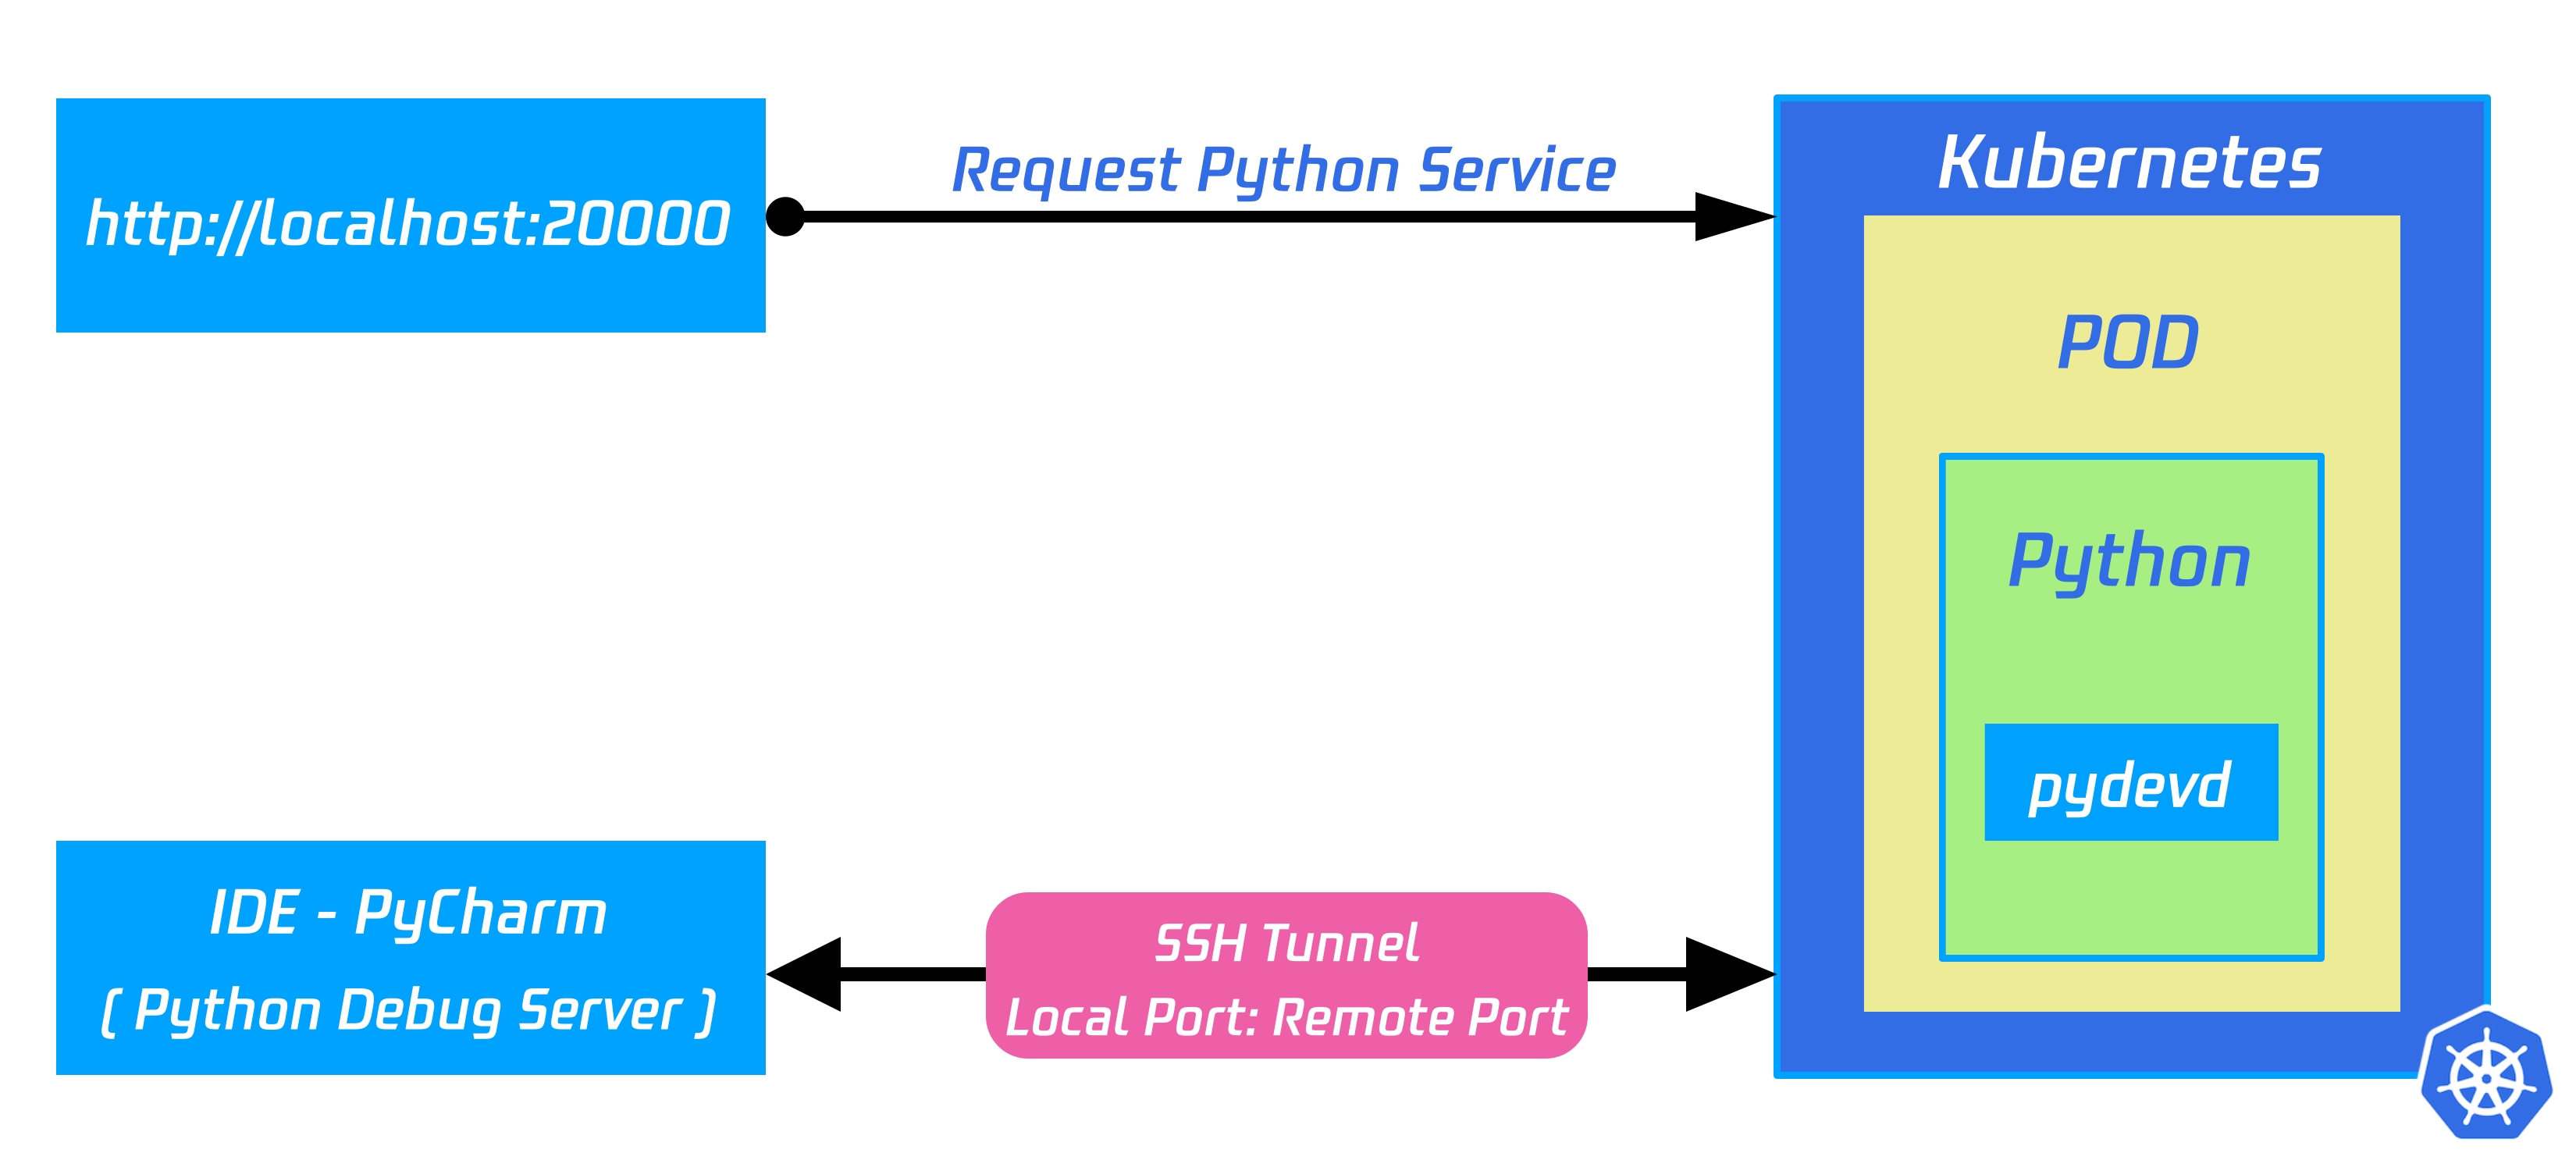 http://localhost:20000
Request Python Service
Kubernetes
POD
Python
pydevd
IDE - PyCharm
( Python Debug Server )
SSH Tunnel
Local Port: Remote Port